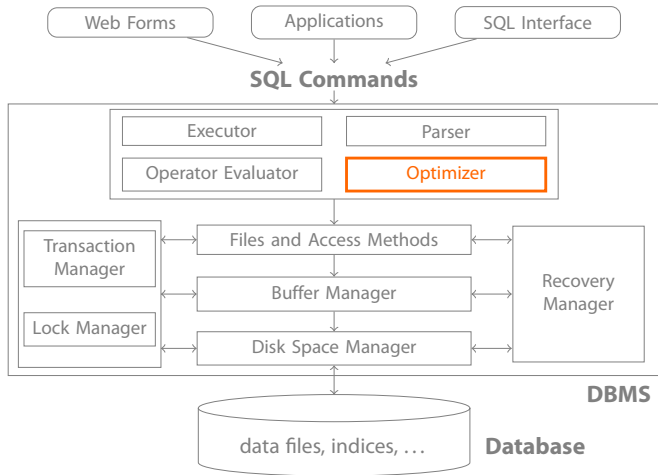 Web Forms
Applications
SQL Interface
SQL Commands
Executor
Parser
Operator Evaluator
Optimizer
Transaction
Manager
Lock Manager
Files and Access Methods
Buffer Manager
Disk Space Manager
Recovery
Manager
DBMS
data files, indices, …
Database